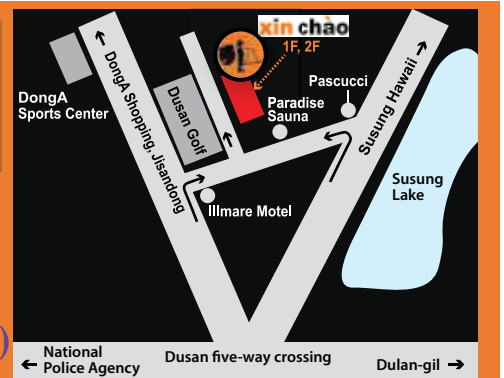 xin chào
1F, 2F
Pascucci
DongA
Sports Center
DongA Shopping, Jisandong
Dusan Golf
Paradise
Sauna
Susung Hawaii
Susung
Lake
Illmare Motel
)
National
Police Agency
Dusan five-way crossing
Dulan-gil